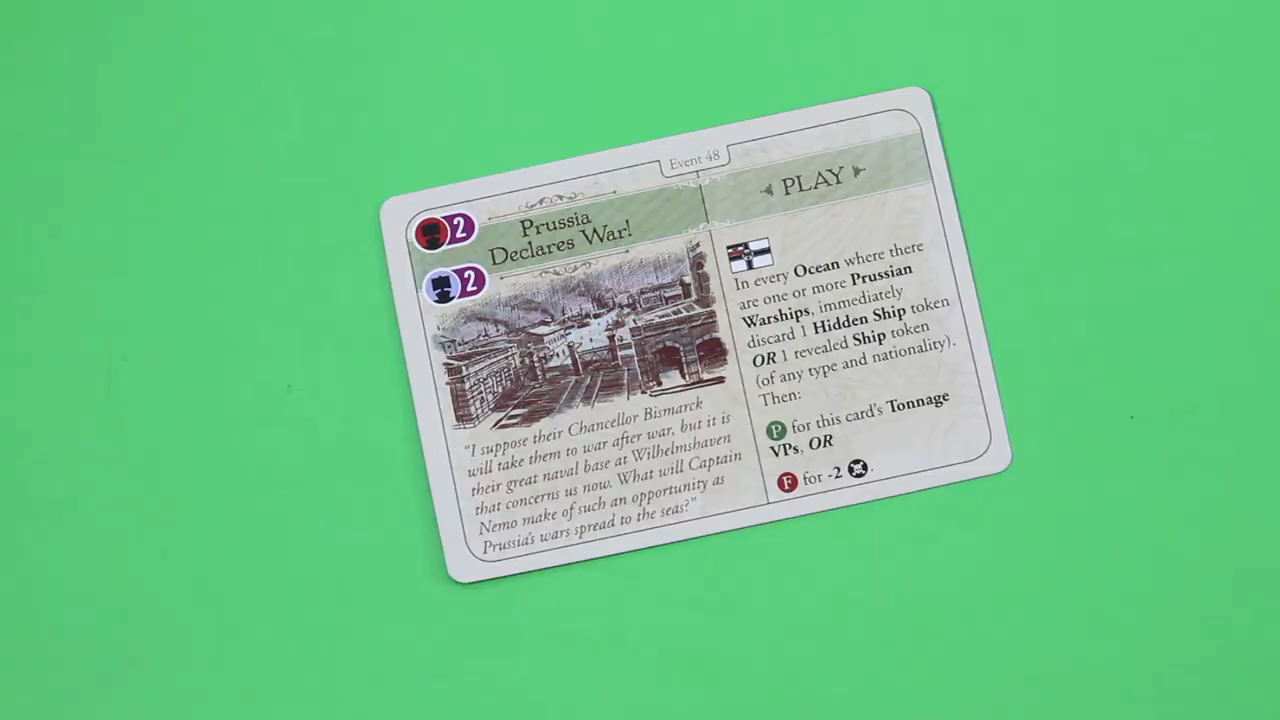 Event 48
2
Prussia
Declares War!
2
"I suppose their Chancellor Bismarck
will take them to war after war, but it is
their great naval base at Wilhelmshaven
that concerns us now. What will Captain
Nemo make of such an opportunity as
Prussia's wars spread to the seas?"
PLAY
In every Ocean where there
are one or more Prussian
Warships, immediately
discard 1 Hidden Ship token
OR 1 revealed Ship token
(of any type and nationality).
Then:
P for this card's Tonnage
VPs, OR
F for -2 .